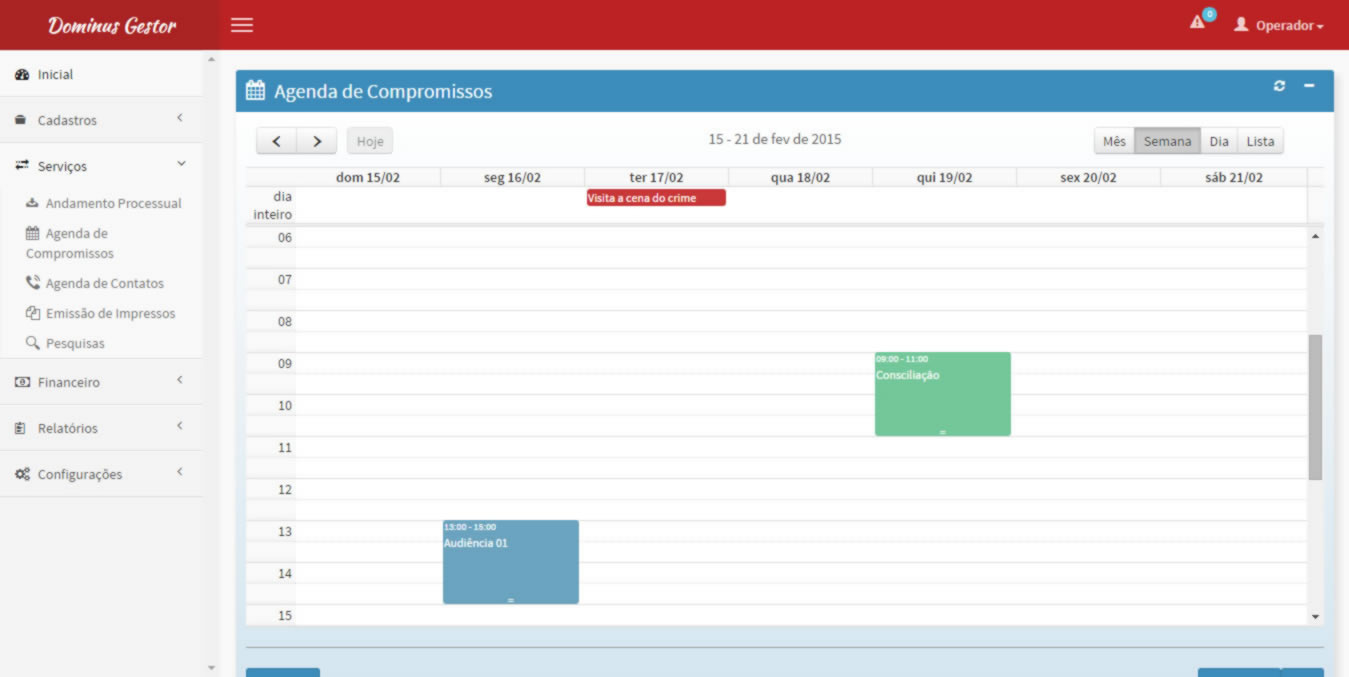 Dominus Gestor
0
Operador
Inicial
Cadastros
Serviços
Andamento Processual
Agenda de
Compromissos
Agenda de Contatos
Emissão de Impressos
Pesquisas
Financeiro
Relatórios
Configurações
Agenda de Compromissos
Hoje
15 - 21 de fev de 2015
Mês Semana Dia Lista
dom 15/02 seg 16/02 ter 17/02 qua 18/02 qui 19/02 sex 20/02 sáb 21/02
dia
inteiro
Visita a cena do crime
06
07
08
09
09:00 - 11:00
Consciliação
10
11
12
13
13:00 - 15:00
Audiência 01
14
15